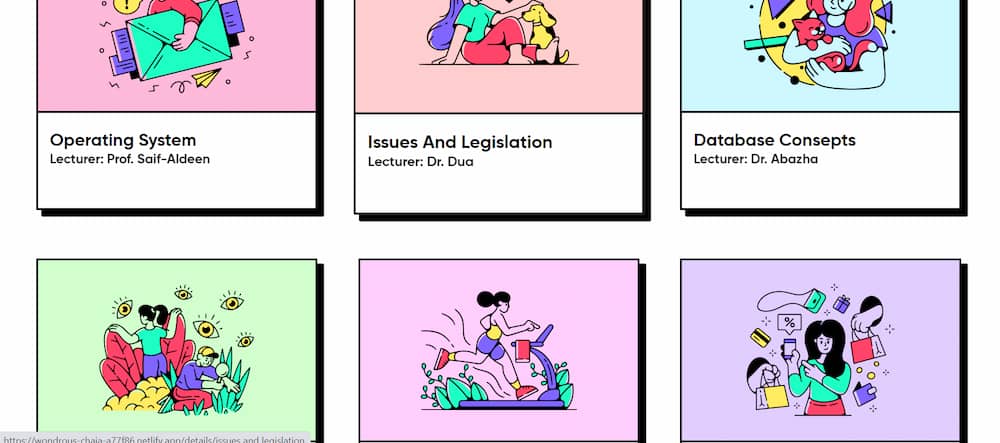 Operating System
Lecturer: Prof. Saif-Aldeen
Issues And Legislation
Lecturer: Dr. Dua
Database Consepts
Lecturer: Dr. Abazha
%
https://wondrous-chaja-a77f86.netlify.app/details/issues and legislation